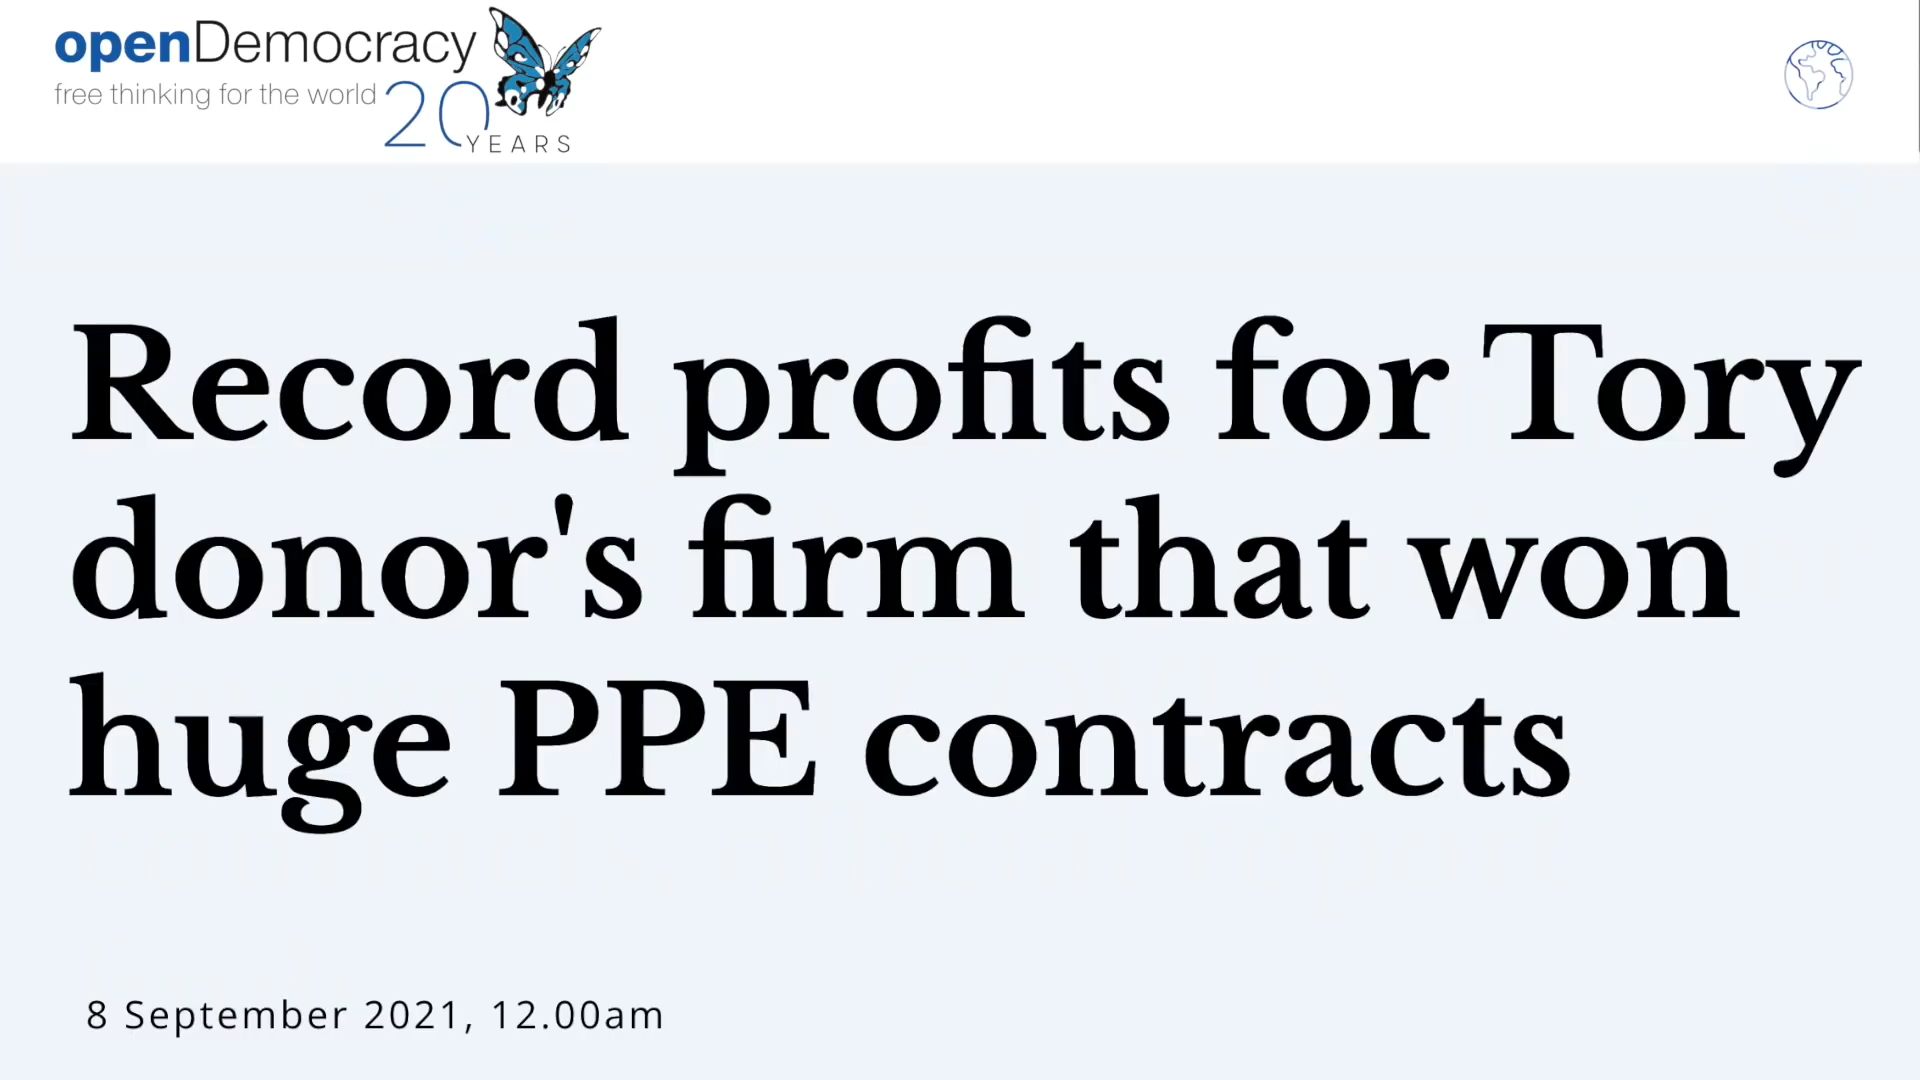 openDemocracy
free thinking for the world
20 YEARS
Record profits for Tory
donor's firm that won
huge PPE contracts
8 September 2021, 12.00am